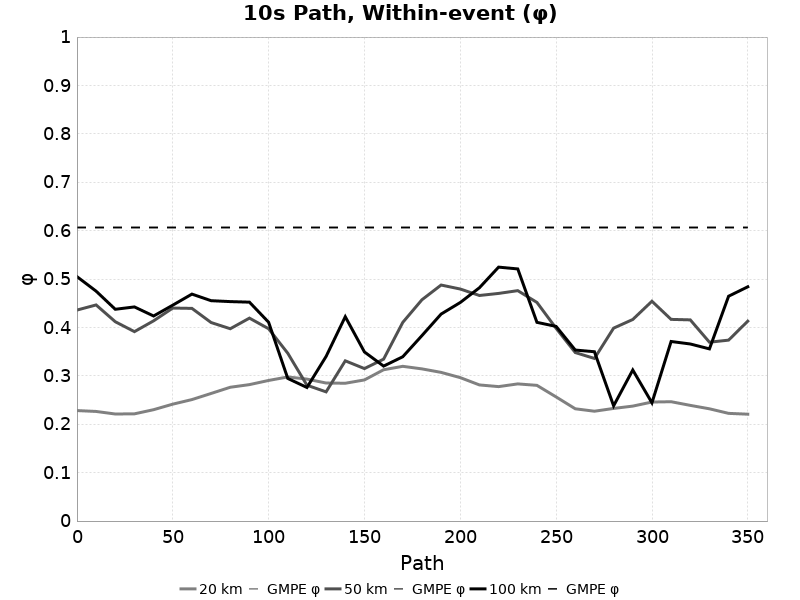 10s Path, Within-event (φ)
1
0.9
0.8
0.7
0.6
0.5
0.4
0.3
0.2
0.1
0
φ
0 50 100 150 200 250 300 350
Path
20 km GMPE φ 50 km GMPE φ 100 km GMPE φ